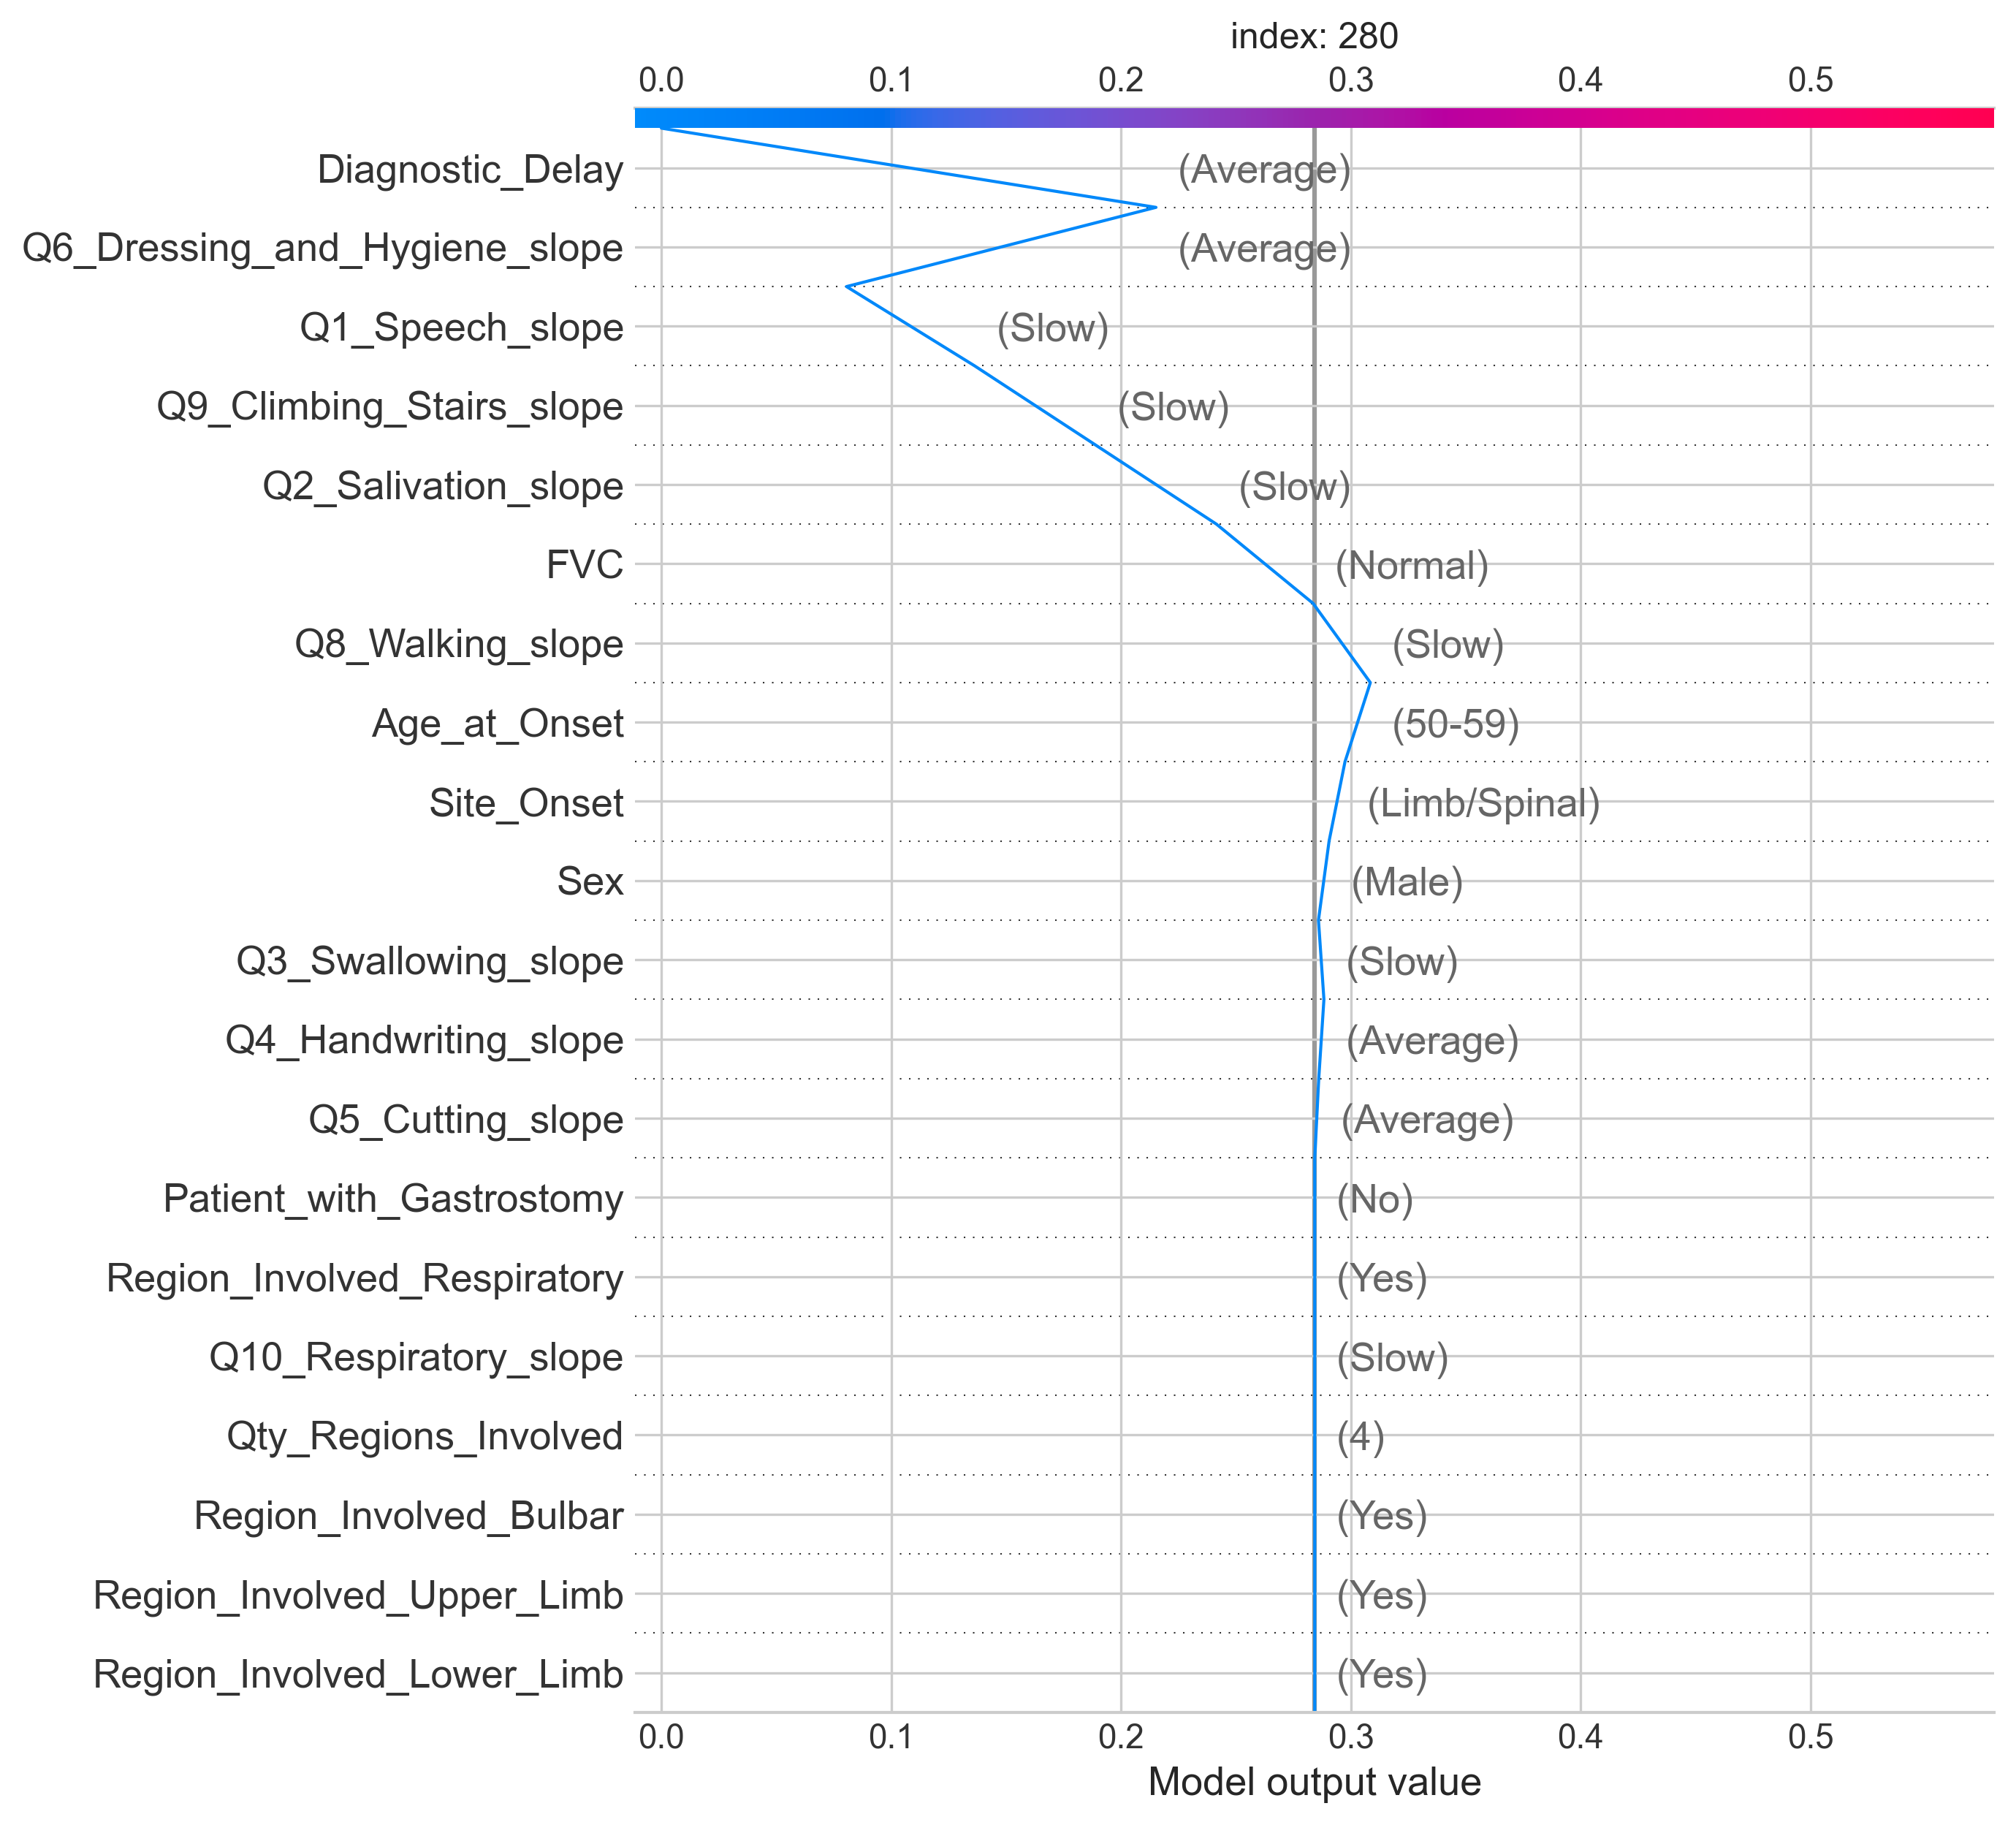 index: 280
0.0 0.1 0.2 0.3 0.4 0.5
Diagnostic_Delay (Average)
Q6_Dressing_and_Hygiene_slope (Average)
Q1_Speech_slope (Slow)
Q9_Climbing_Stairs_slope (Slow)
Q2_Salivation_slope (Slow)
FVC (Normal)
Q8_Walking_slope (Slow)
Age_at_Onset (50-59)
Site_Onset (Limb/Spinal)
Sex (Male)
Q3_Swallowing_slope (Slow)
Q4_Handwriting_slope (Average)
Q5_Cutting_slope (Average)
Patient_with_Gastrostomy (No)
Region_Involved_Respiratory (Yes)
Q10_Respiratory_slope (Slow)
Qty_Regions_Involved (4)
Region_Involved_Bulbar (Yes)
Region_Involved_Upper_Limb (Yes)
Region_Involved_Lower_Limb (Yes)
0.0 0.1 0.2 0.3 0.4 0.5
Model output value